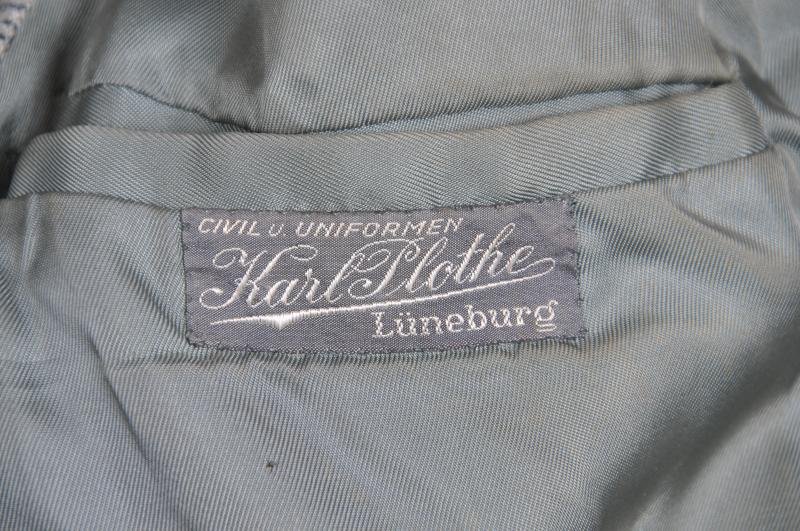 CIVIL U. UNIFORMEN
Karl Plothe
Lüneburg